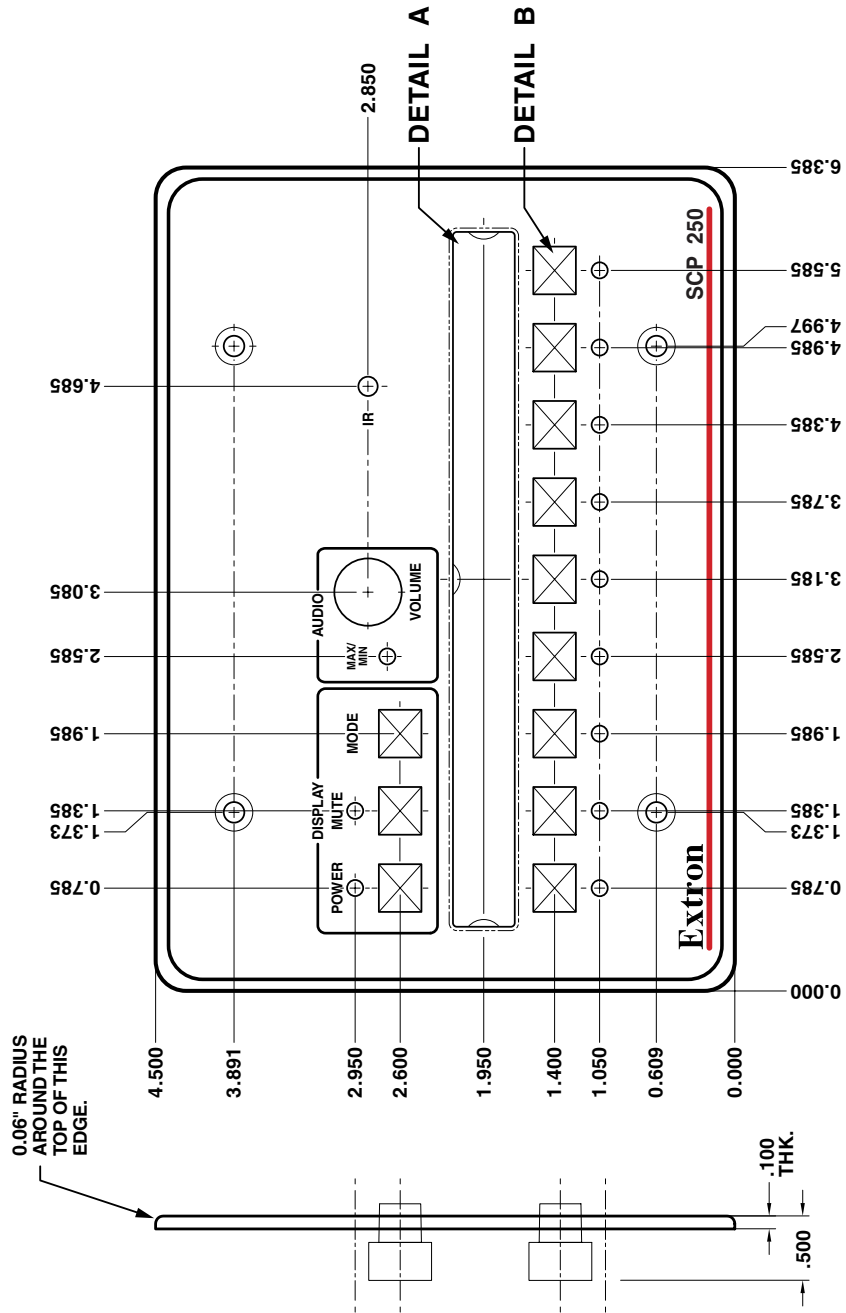 0.06" RADIUS
AROUND THE
TOP OF THIS
EDGE.
.100
THK.
.500
4.500
3.891
2.950
2.600
1.950
1.400
1.050
0.609
0.000
0.785
1.373
1.385
1.985
2.585
3.085
4.685
2.850
DETAIL A
DETAIL B
DISPLAY
POWER
MUTE
MODE
AUDIO
MAX/
MIN
VOLUME
IR
Extron
SCP 250
0.000
0.785
1.373
1.385
1.985
2.585
3.185
3.785
4.385
4.985
4.997
5.585
6.385